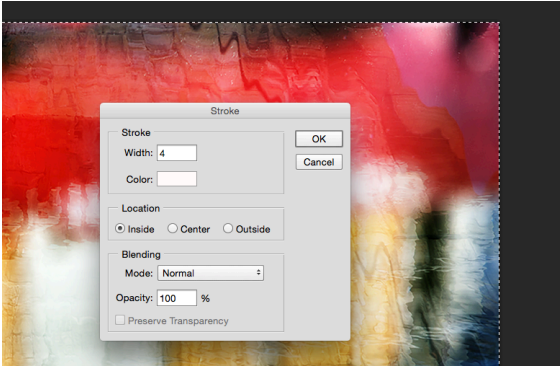 Stroke
Stroke
Width: 4
Color:
OK
Cancel
Location
Inside Center Outside
Blending
Mode: Normal
Opacity: 100 %
Preserve Transparency